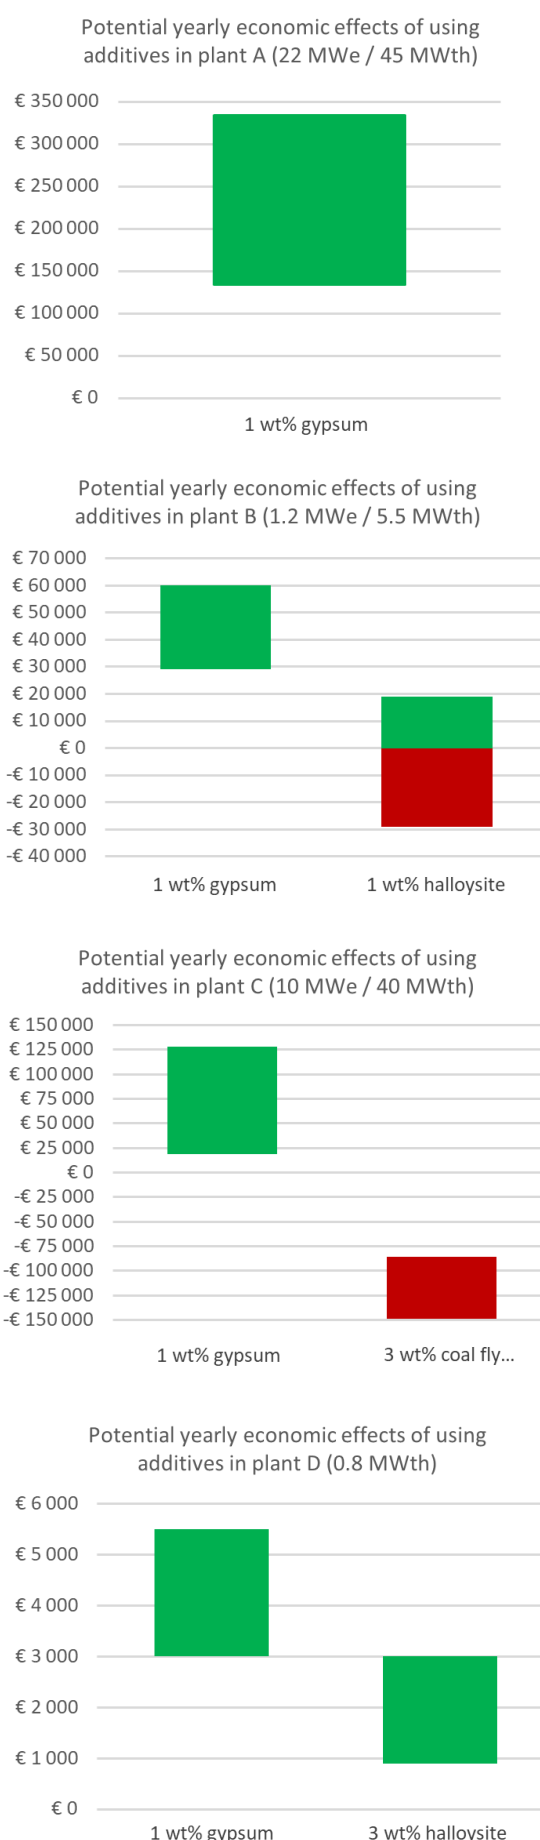 Potential yearly economic effects of using
additives in plant A (22 MWe / 45 MWth)
€ 350 000
€ 300 000
€ 250 000
€ 200 000
€ 150 000
€ 100 000
€ 50 000
€ 0
1 wt% gypsum
Potential yearly economic effects of using
additives in plant B (1.2 MWe / 5.5 MWth)
€ 70 000
€ 60 000
€ 50 000
€ 40 000
€ 30 000
€ 20 000
€ 10 000
€ 0
-€ 10 000
-€ 20 000
-€ 30 000
-€ 40 000
1 wt% gypsum 1 wt% halloysite
Potential yearly economic effects of using
additives in plant C (10 MWe / 40 MWth)
€ 150 000
€ 125 000
€ 100 000
€ 75 000
€ 50 000
€ 25 000
€ 0
-€ 25 000
-€ 50 000
-€ 75 000
-€ 100 000
-€ 125 000
-€ 150 000
1 wt% gypsum 3 wt% coal fly...
Potential yearly economic effects of using
additives in plant D (0.8 MWth)
€ 6 000
€ 5 000
€ 4 000
€ 3 000
€ 2 000
€ 1 000
€ 0
1 wt% gypsum 3 wt% halloysite